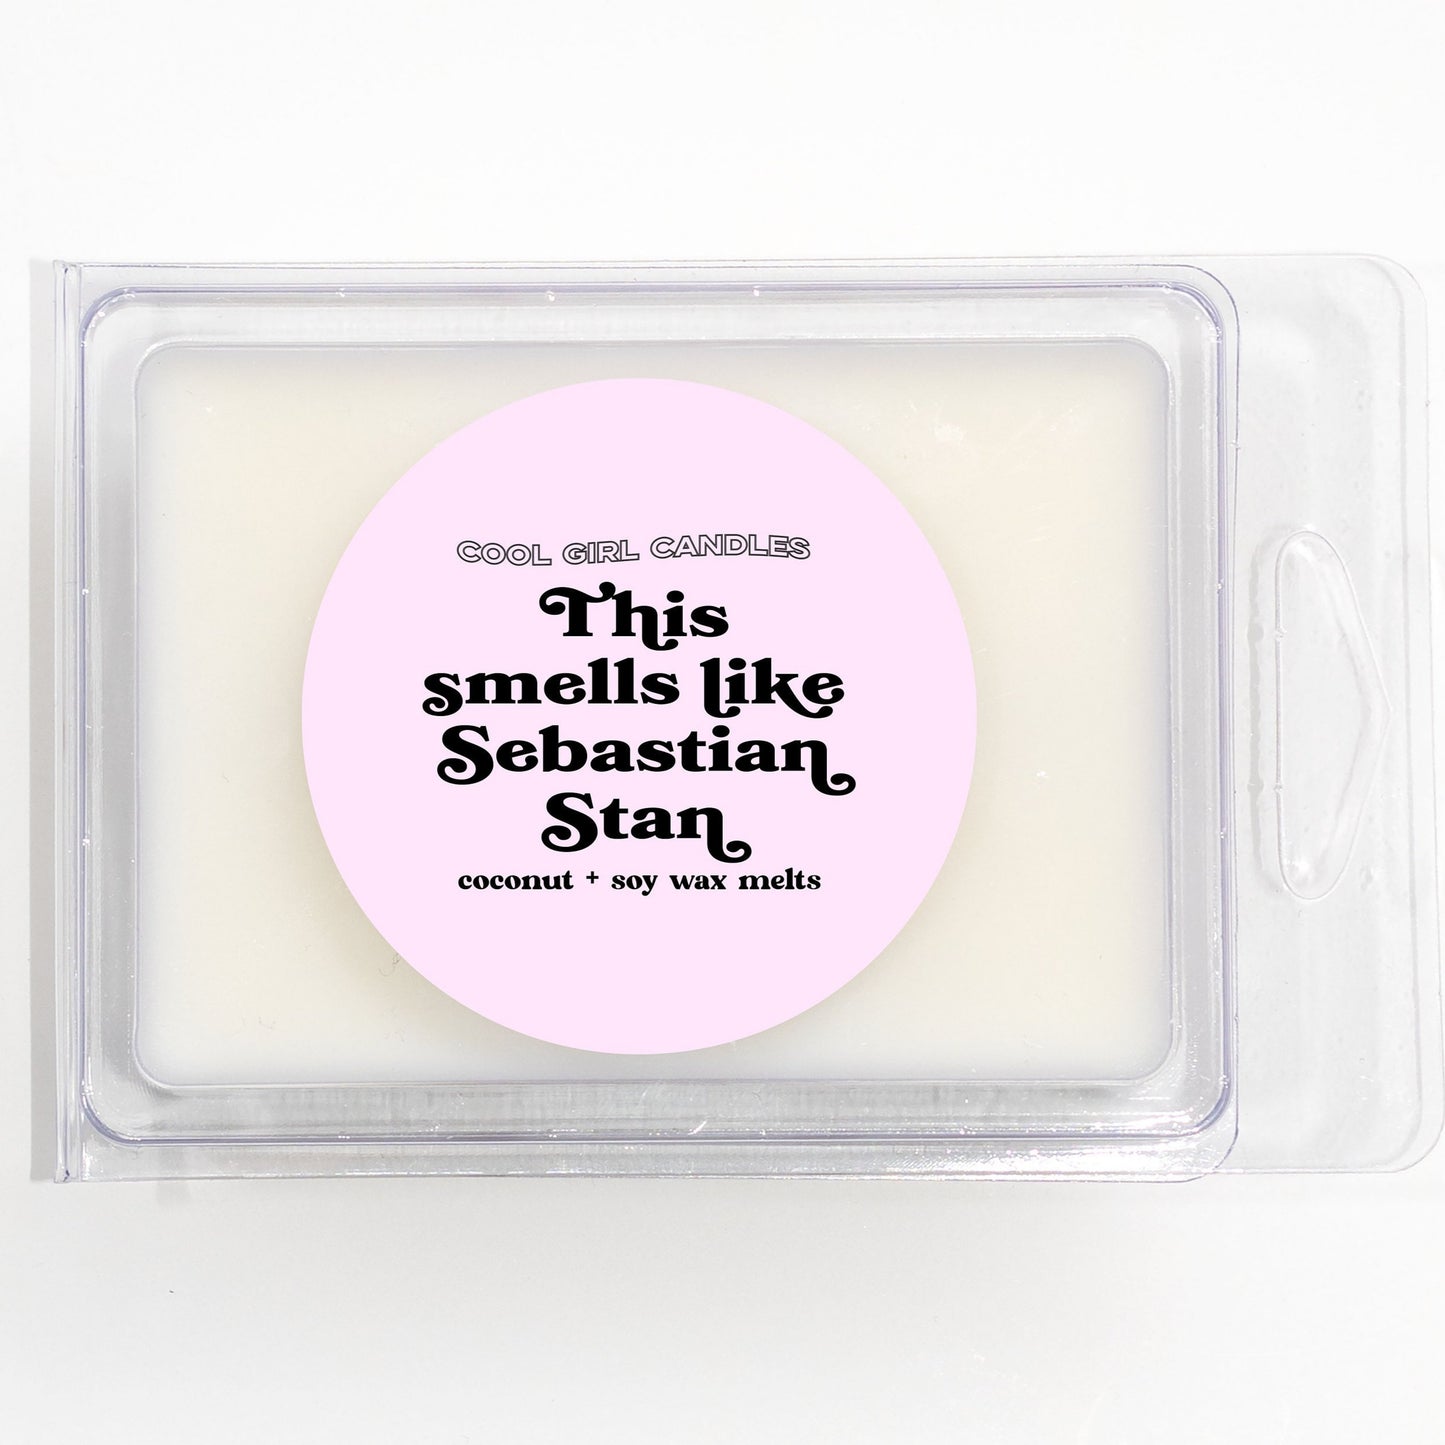 COOL GIRL CANDLES
This
smells like
Sebastian
Stan
coconut + soy wax melts